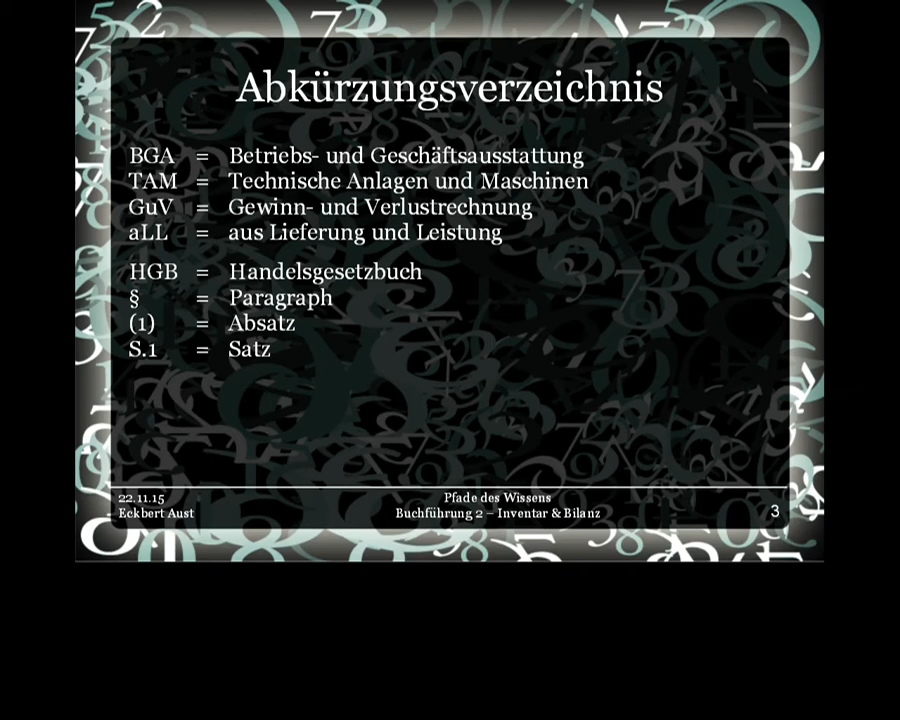 Abkürzungsverzeichnis
BGA = Betriebs- und Geschäftsausstattung
TAM = Technische Anlagen und Maschinen
GuV = Gewinn- und Verlustrechnung
aLL = aus Lieferung und Leistung
HGB = Handelsgesetzbuch
§ = Paragraph
(1) = Absatz
S.1 = Satz
22.11.15
Eckbert Aust
Pfade des Wissens
Buchführung 2 – Inventar & Bilanz
3